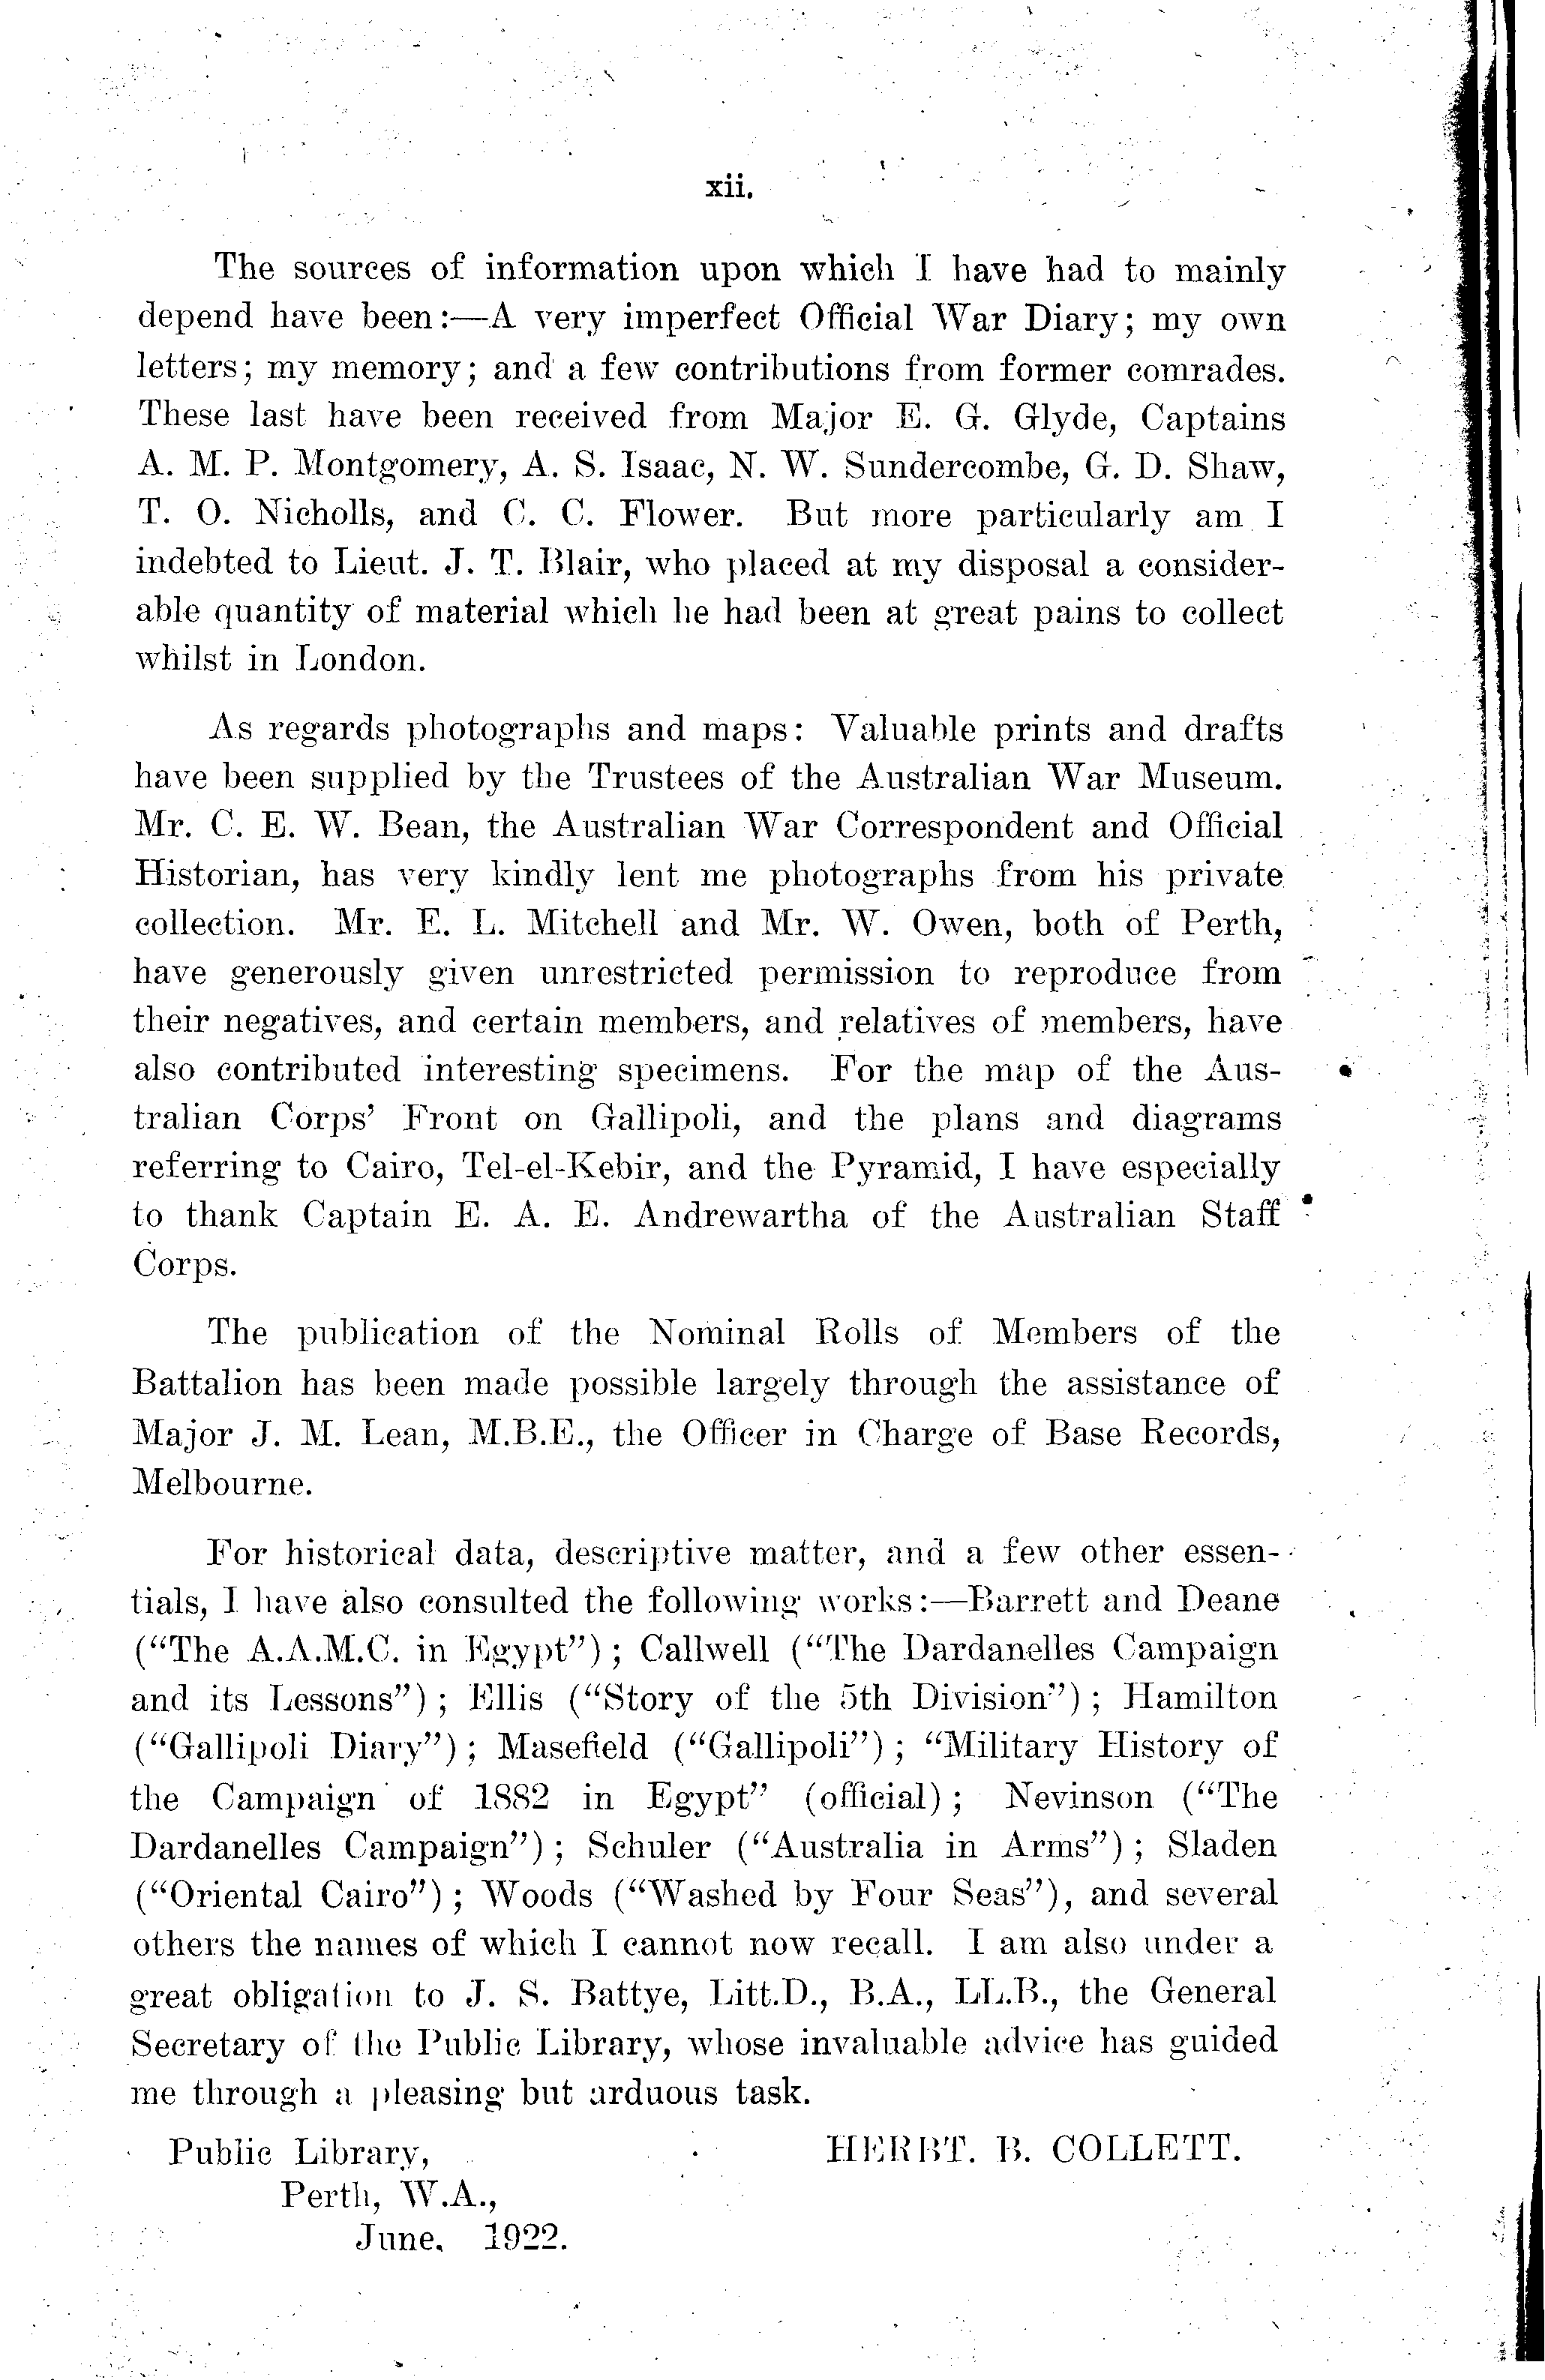 xii.
The sources of information upon which I have had to mainly
depend have been:—A very imperfect Official War Diary; my own
letters; my memory; and a few contributions from former comrades.
These last have been received from Major E. G. Glyde, Captains
A. M. P. Montgomery, A. S. Isaac, N. W. Sundercombe, G. D. Shaw,
T. O. Nicholls, and C. C. Flower. But more particularly am I
indebted to Lieut. J. T. Blair, who placed at my disposal a consider-
able quantity of material which he had been at great pains to collect
whilst in London.
As regards photographs and maps: Valuable prints and drafts
have been supplied by the Trustees of the Australian War Museum.
Mr. C. E. W. Bean, the Australian War Correspondent and Official
Historian, has very kindly lent me photographs from his private
collection. Mr. E. L. Mitchell and Mr. W. Owen, both of Perth,
have generously given unrestricted permission to reproduce from
their negatives, and certain members, and relatives of members, have
also contributed interesting specimens. For the map of the Aus-
tralian Corps' Front on Gallipoli, and the plans and diagrams
referring to Cairo, Tel-el-Kebir, and the Pyramid, I have especially
to thank Captain E. A. E. Andrewartha of the Australian Staff
Corps.
The publication of the Nominal Rolls of Members of the
Battalion has been made possible largely through the assistance of
Major J. M. Lean, M.B.E., the Officer in Charge of Base Records,
Melbourne.
For historical data, descriptive matter, and a few other essen-
tials, I have also consulted the following works:—Barrett and Deane
("The A.A.M.C. in Egypt"); Callwell ("The Dardanelles Campaign
and its Lessons"); Ellis ("Story of the 5th Division"); Hamilton
("Gallipoli Diary"); Masefield ("Gallipoli"); "Military History of
the Campaign of 1882 in Egypt" (official); Nevinson ("The
Dardanelles Campaign"); Schuler ("Australia in Arms"); Sladen
("Oriental Cairo"); Woods ("Washed by Four Seas"), and several
others the names of which I cannot now recall. I am also under a
great obligation to J. S. Battye, Litt.D., B.A., LL.B., the General
Secretary of the Public Library, whose invaluable advice has guided
me through a pleasing but arduous task.
HERBT. B. COLLETT.
Public Library,
Perth, W.A.,
June. 1922.